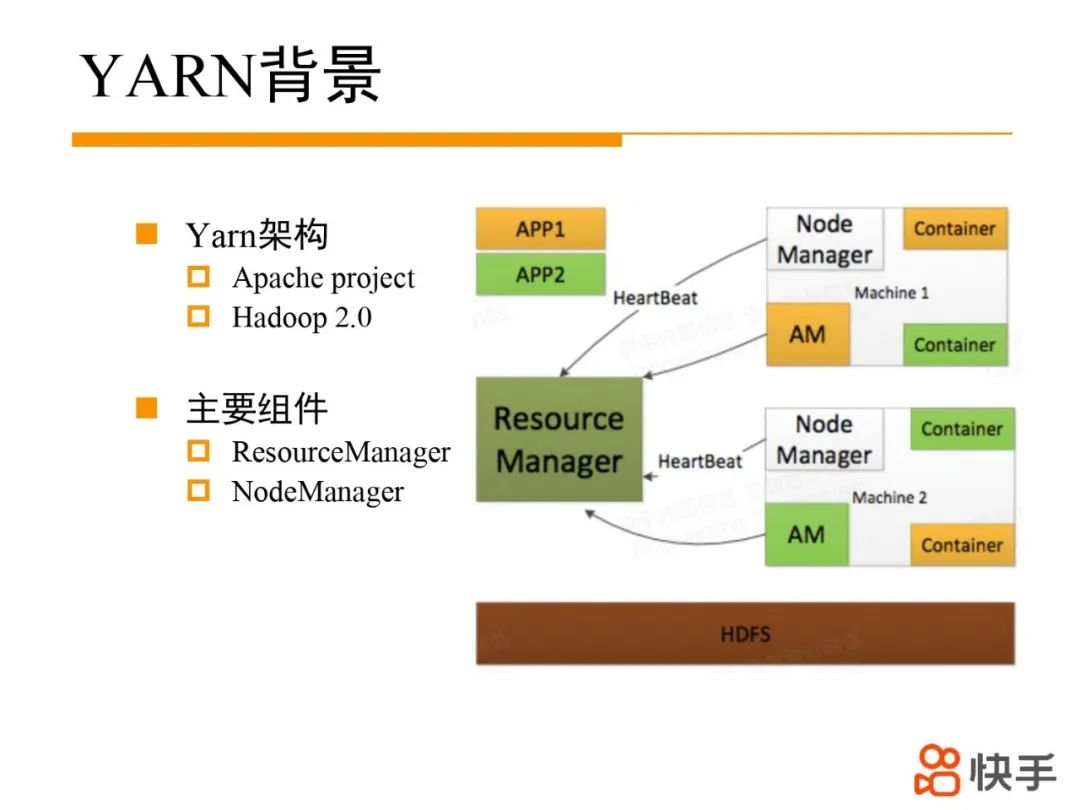 YARN背景
Yarn架构
Apache project
Hadoop 2.0
主要组件
ResourceManager
NodeManager
APP1
APP2
HeartBeat
Node
Manager
Container
Machine 1
AM
Container
Resource
Manager
HeartBeat
Node
Manager
Container
Machine 2
AM
Container
HDFS
快手